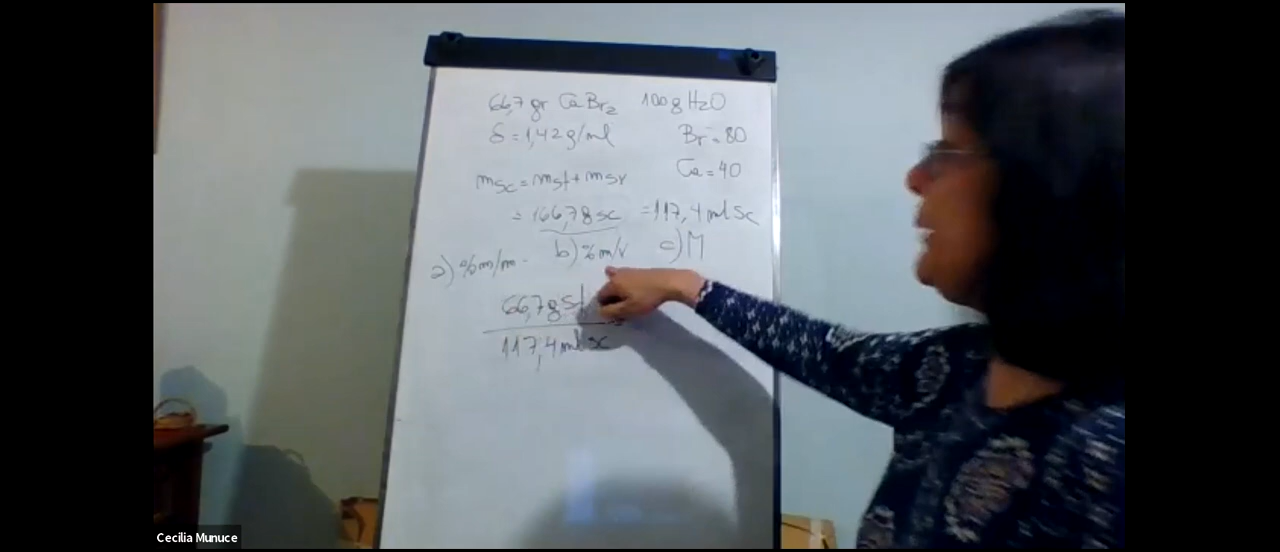 66,7 gr CaBr2 100 g H2O
δ = 1,42 g/ml Br = 80
Ca = 40
msc = mst + msv
= 166,7 g sc = 117,4 ml sc
a) %m/m. b) %m/v c) M
66,7 g st
117,4 ml sc
Cecilia Munuce